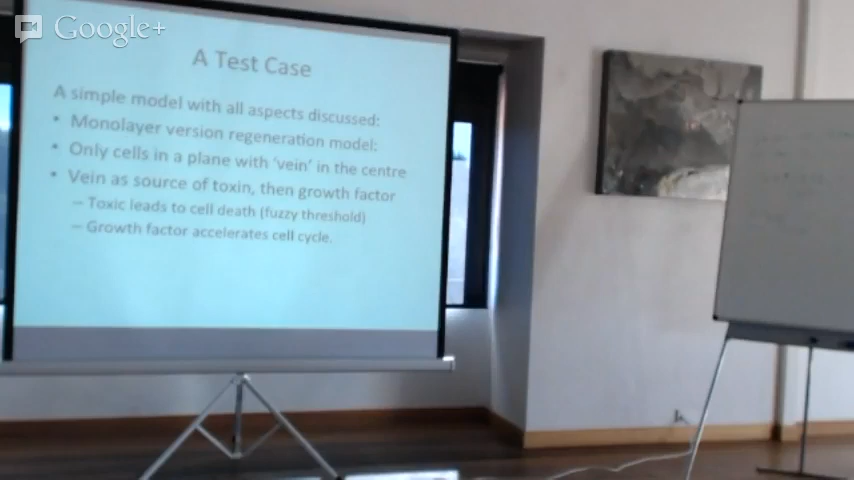 Google+
A Test Case
A simple model with all aspects discussed:
• Monolayer version regeneration model:
• Only cells in a plane with 'vein' in the centre
• Vein as source of toxin, then growth factor
– Toxic leads to cell death (fuzzy threshold)
– Growth factor accelerates cell cycle.